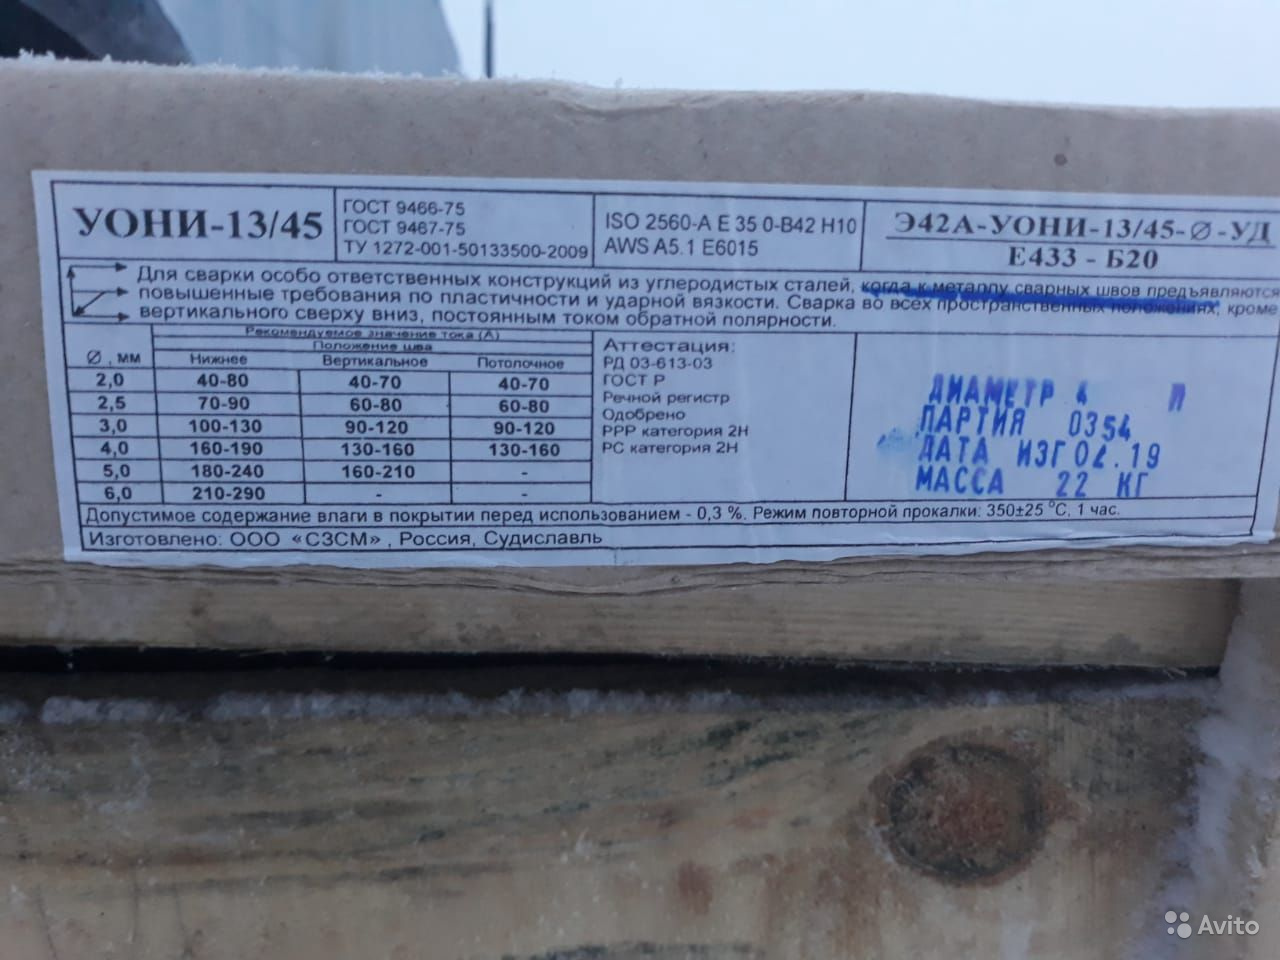 УОНИ-13/45
ГОСТ 9466-75
ГОСТ 9467-75
ТУ 1272-001-50133500-2009
ISO 2560-A E 35 0-B42 H10
AWS A5.1 E6015
Э42А-УОНИ-13/45-Ø-УД
Е433 - Б20
Для сварки особо ответственных конструкций из углеродистых сталей, когда к металлу сварных швов предъявляются
повышенные требования по пластичности и ударной вязкости. Сварка во всех пространственных положениях, кроме
вертикального сверху вниз, постоянным током обратной полярности.
Рекомендуемое значение тока (А)
Положение шва
Ø, мм Нижнее Вертикальное Потолочное
2,0 40-80 40-70 40-70
2,5 70-90 60-80 60-80
3,0 100-130 90-120 90-120
4,0 160-190 130-160 130-160
5,0 180-240 160-210 -
6,0 210-290 - -
Аттестация:
РД 03-613-03
ГОСТ Р
Речной регистр
Одобрено
РРР категория 2Н
РС категория 2Н
ДИАМЕТР 4 П
ПАРТИЯ 0354
ДАТА ИЗГ 02.19
МАССА 22 КГ
Допустимое содержание влаги в покрытии перед использованием - 0,3 %. Режим повторной прокалки: 350±25 °С, 1 час.
Изготовлено: ООО «СЗСМ» , Россия, Судиславль
Avito